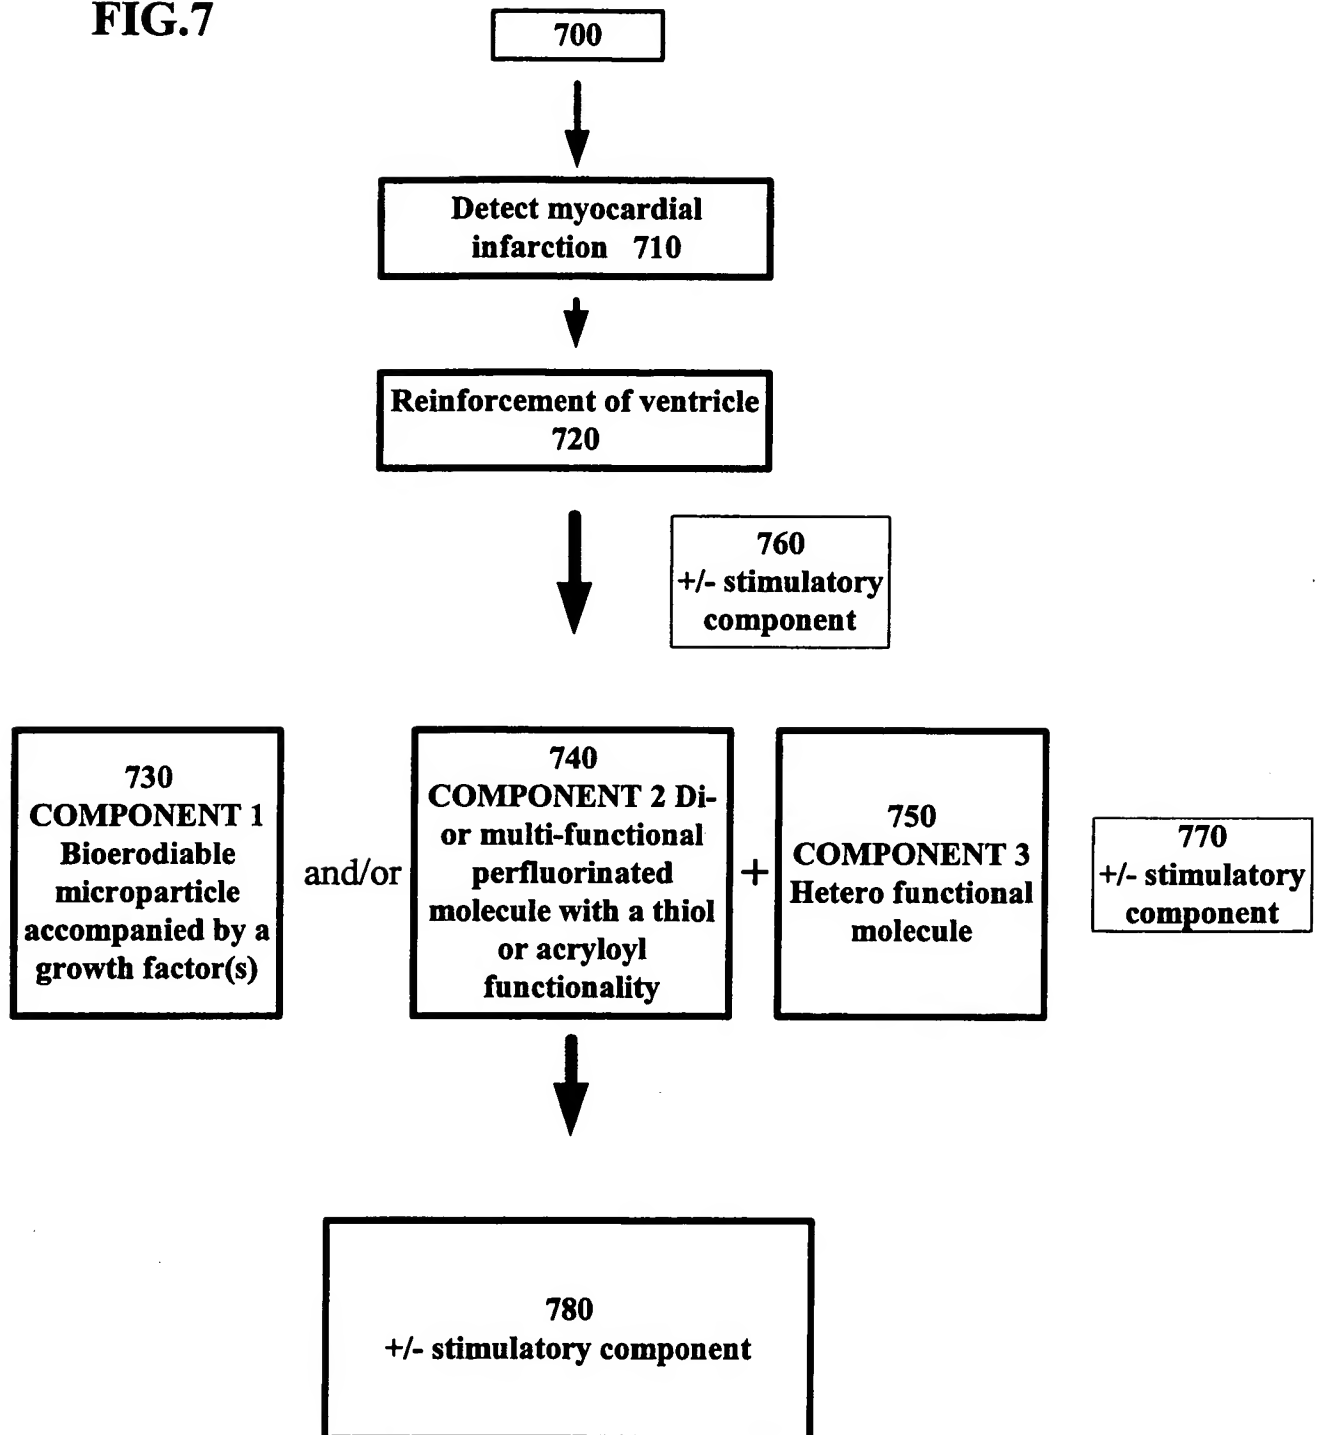 FIG.7
700
Detect myocardial
infarction 710
Reinforcement of ventricle
720
760
+/- stimulatory
component
730
COMPONENT 1
Bioerodiable
microparticle
accompanied by a
growth factor(s)
and/or
740
COMPONENT 2 Di-
or multi-functional
perfluorinated
molecule with a thiol
or acryloyl
functionality
+
750
COMPONENT 3
Hetero functional
molecule
770
+/- stimulatory
component
780
+/- stimulatory component